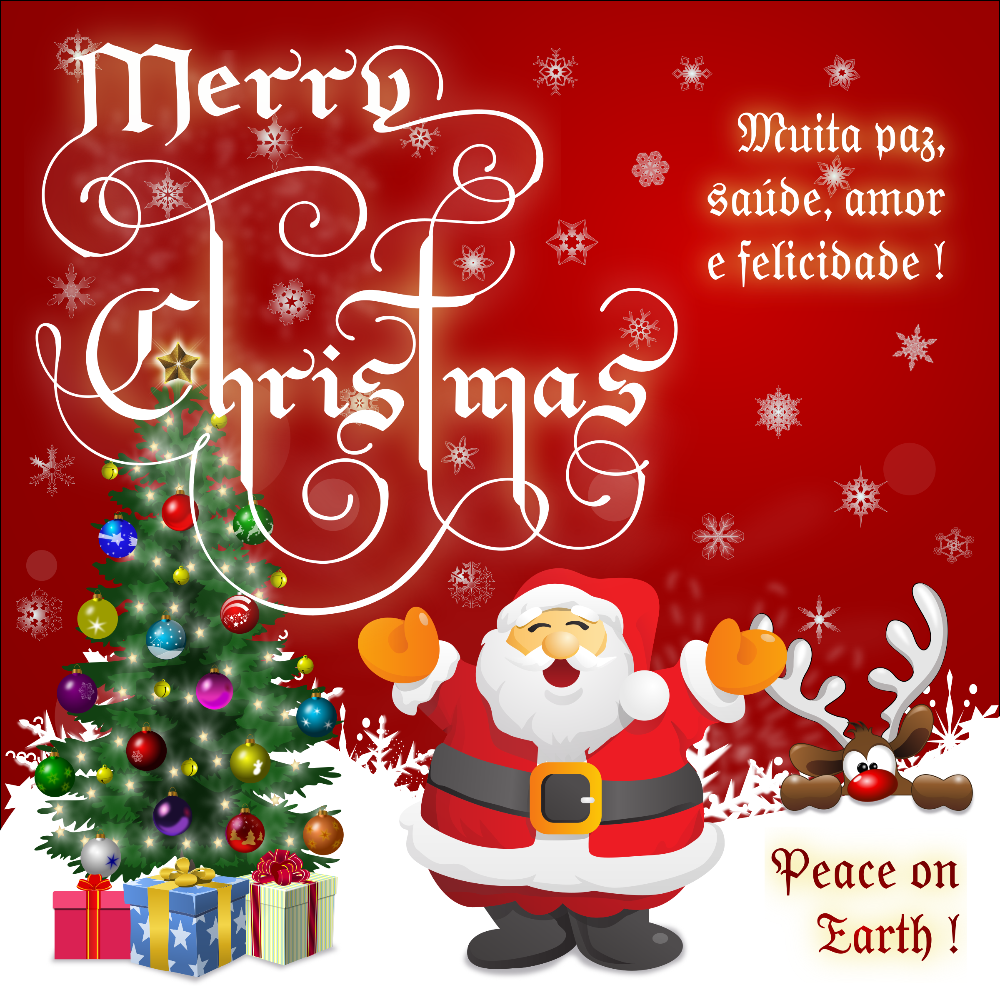 Merry
Christmas
Muita paz,
saúde, amor
e felicidade !
Peace on
Earth !